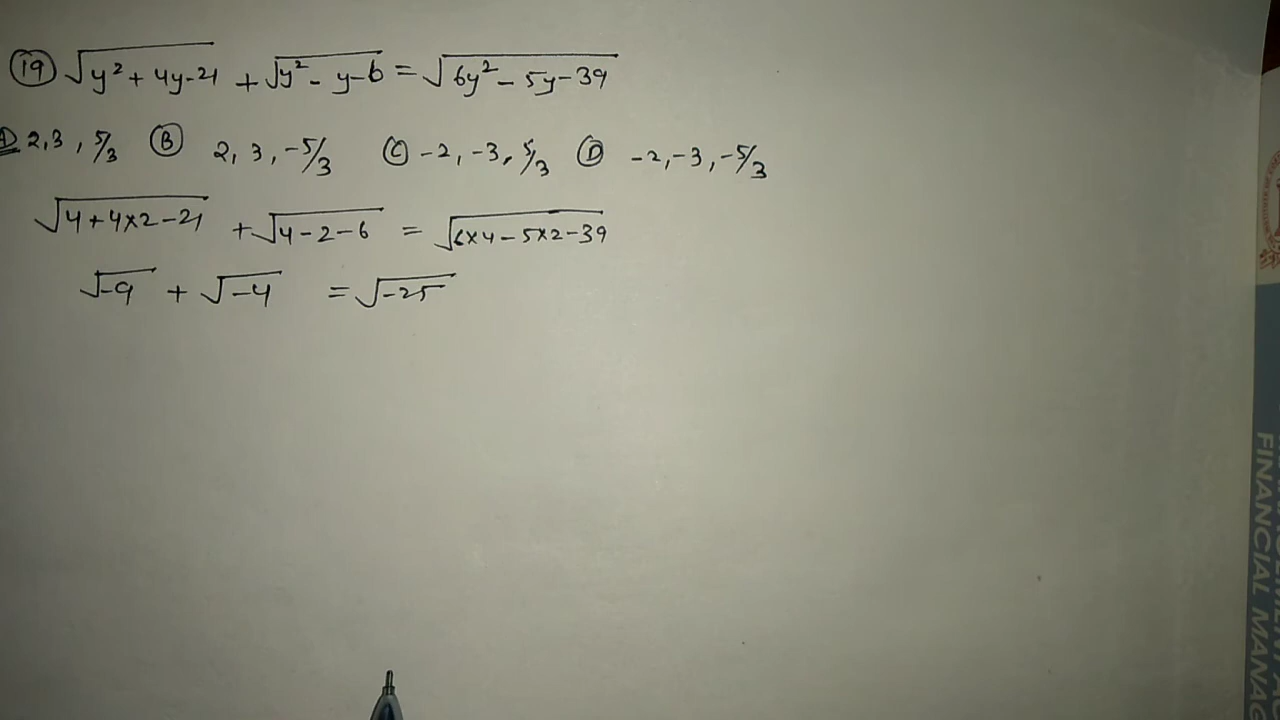 (19) √(y² + 4y - 21) + √(y² - y - 6) = √(6y² - 5y - 39)
(A) 2, 3, 5/3 (B) 2, 3, -5/3 (C) -2, -3, 5/3 (D) -2, -3, -5/3
√(4 + 4×2 - 21) + √(4 - 2 - 6) = √(6×4 - 5×2 - 39)
√-9 + √-4 = √-25
FINANCIAL MANAG